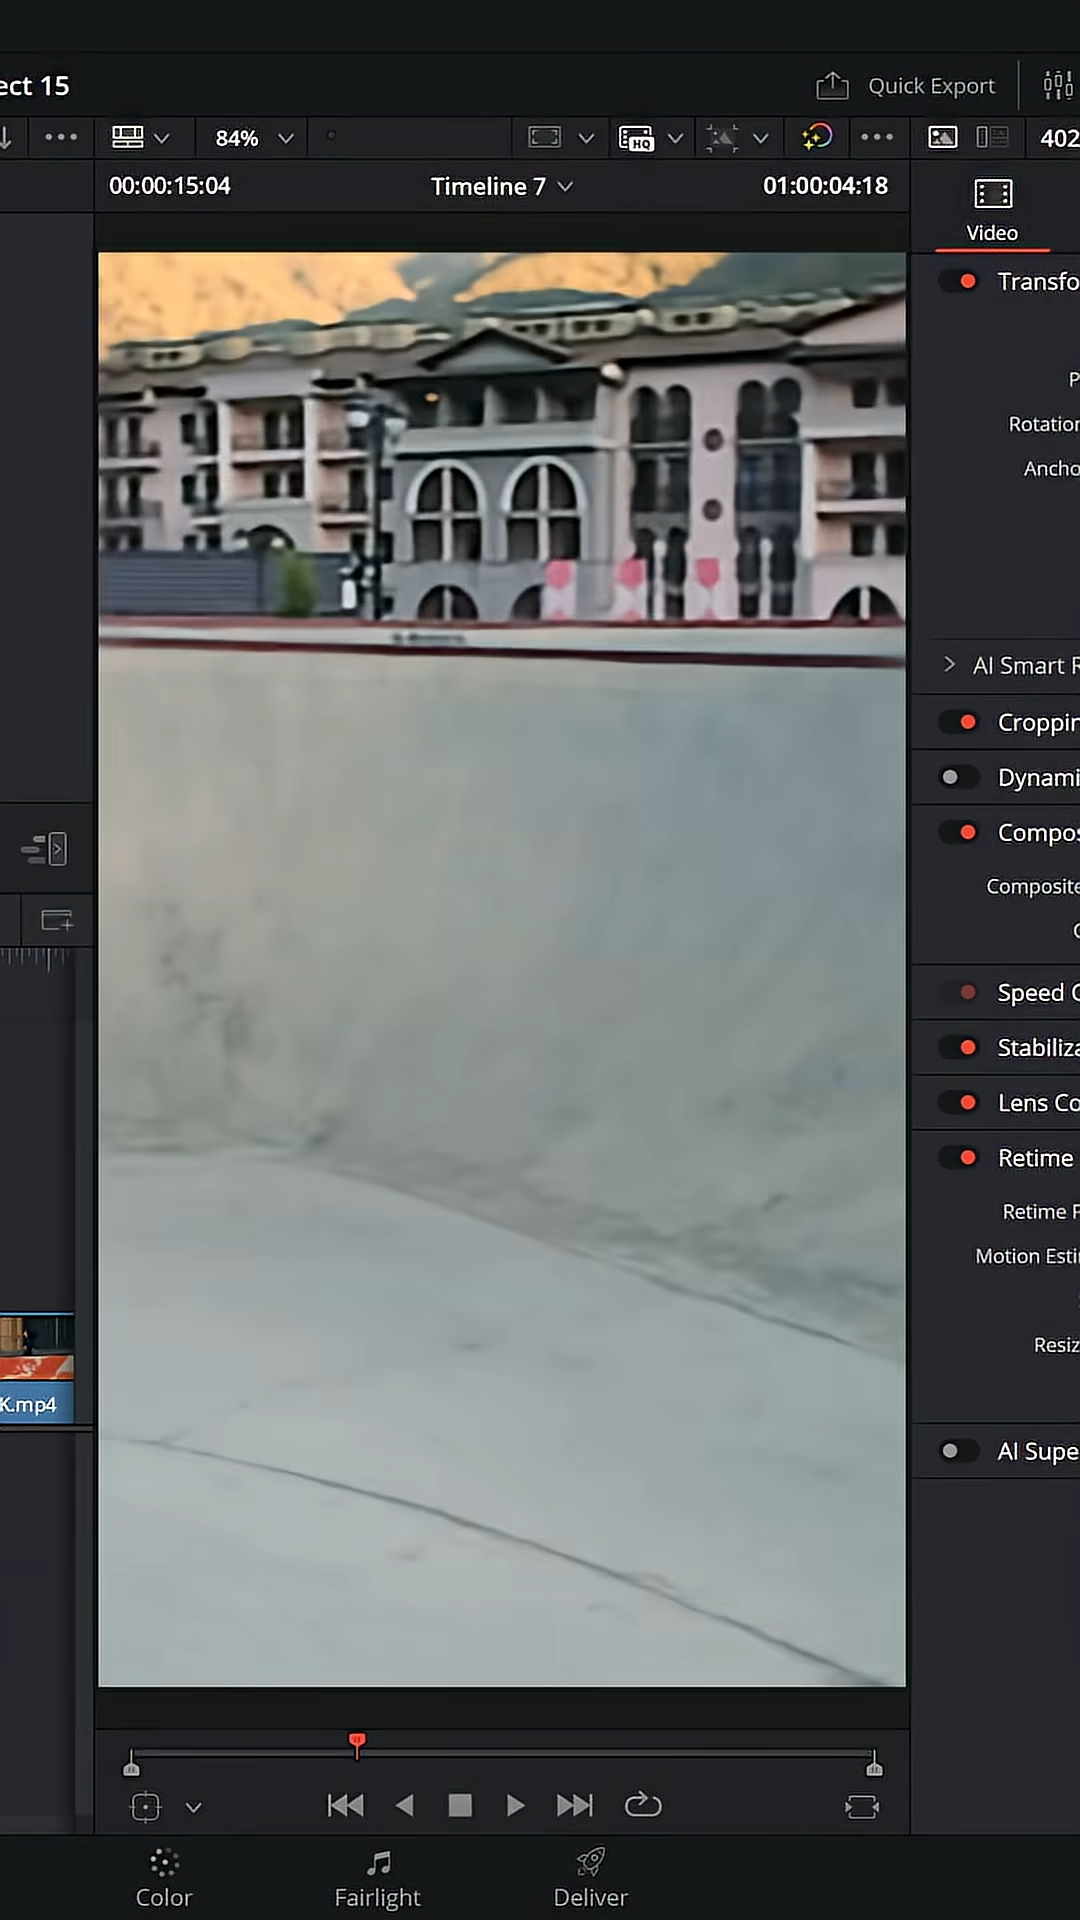 ect 15
Quick Export
84%
HQ
402
00:00:15:04
Timeline 7
01:00:04:18
Video
Transfo
P
Rotation
Ancho
AI Smart R
Croppin
Dynami
Compos
Composite
Speed C
Stabiliza
Lens Co
Retime
Retime F
Motion Esti
Resiz
K.mp4
AI Supe
Color
Fairlight
Deliver